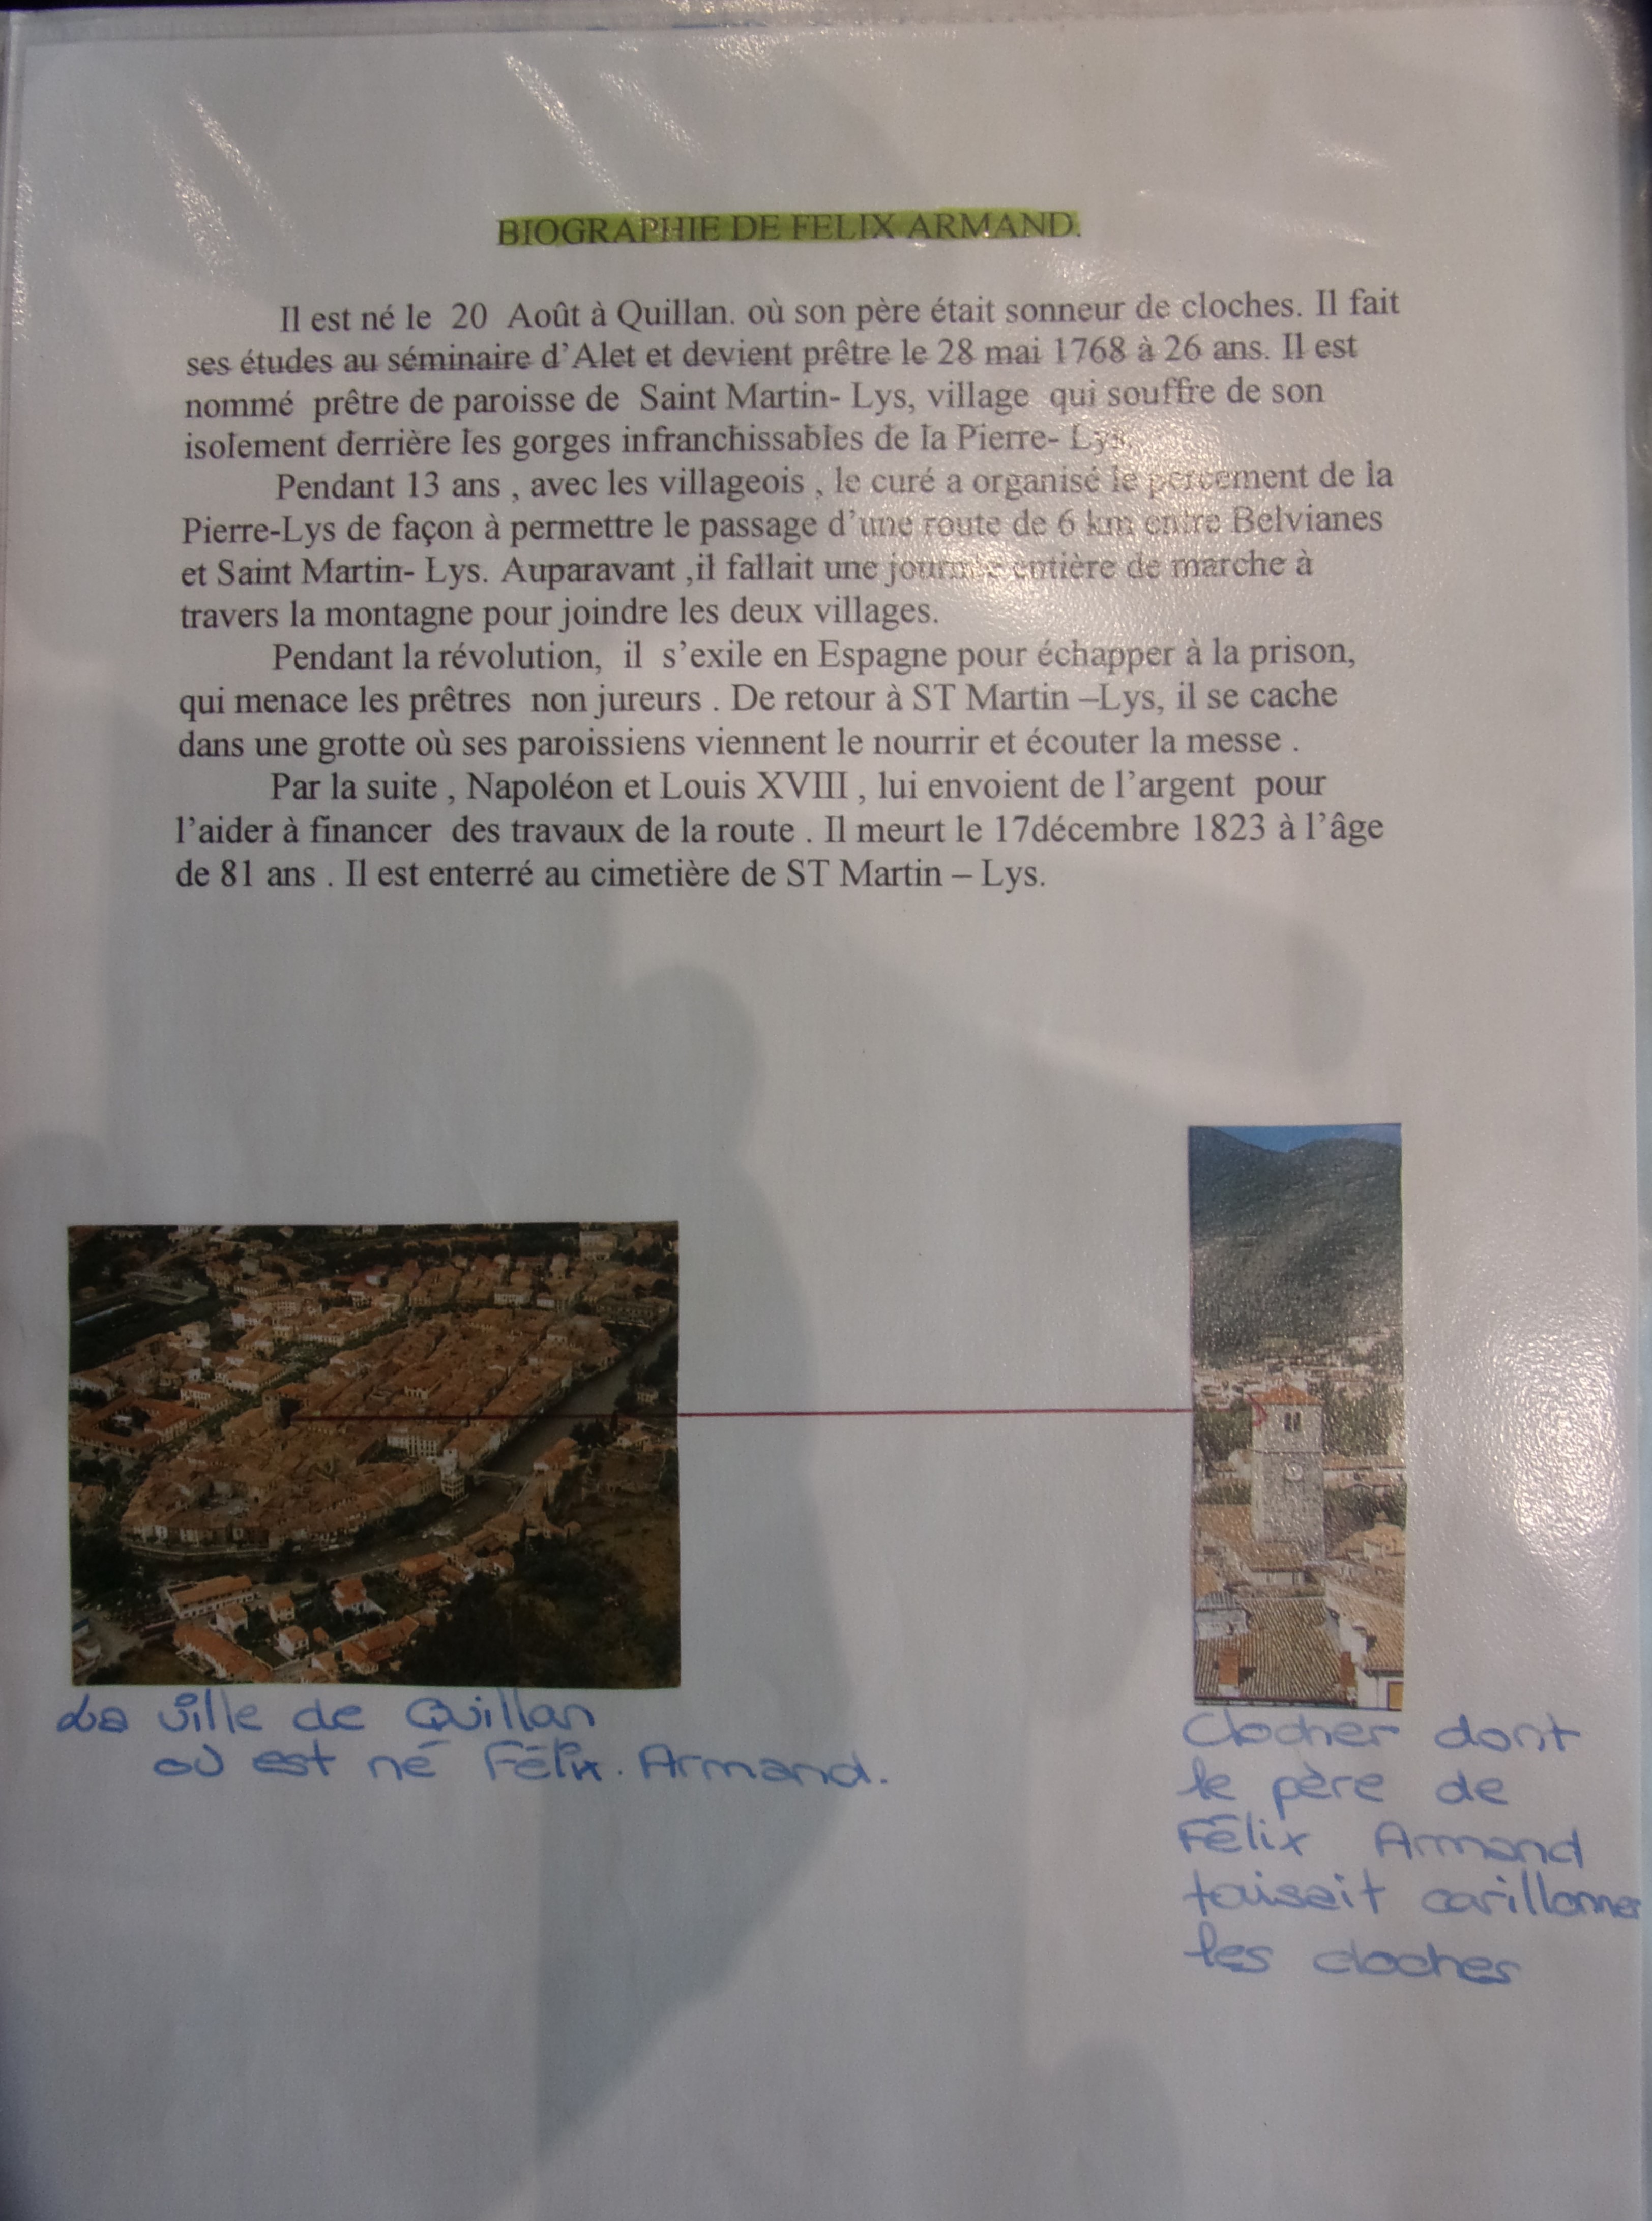 BIOGRAPHIE DE FELIX ARMAND.
Il est né le 20 Août à Quillan. où son père était sonneur de cloches. Il fait
ses études au séminaire d'Alet et devient prêtre le 28 mai 1768 à 26 ans. Il est
nommé prêtre de paroisse de Saint Martin- Lys, village qui souffre de son
isolement derrière les gorges infranchissables de la Pierre- Lys.
Pendant 13 ans , avec les villageois , le curé a organisé le percement de la
Pierre-Lys de façon à permettre le passage d'une route de 6 km entre Belvianes
et Saint Martin- Lys. Auparavant ,il fallait une journée entière de marche à
travers la montagne pour joindre les deux villages.
Pendant la révolution, il s'exile en Espagne pour échapper à la prison,
qui menace les prêtres non jureurs . De retour à ST Martin –Lys, il se cache
dans une grotte où ses paroissiens viennent le nourrir et écouter la messe .
Par la suite , Napoléon et Louis XVIII , lui envoient de l'argent pour
l'aider à financer des travaux de la route . Il meurt le 17décembre 1823 à l'âge
de 81 ans . Il est enterré au cimetière de ST Martin – Lys.
La ville de Quillan
où est né Félix. Armand.
Clocher dont
le père de
Félix Armand
faisait carillonner
les cloches